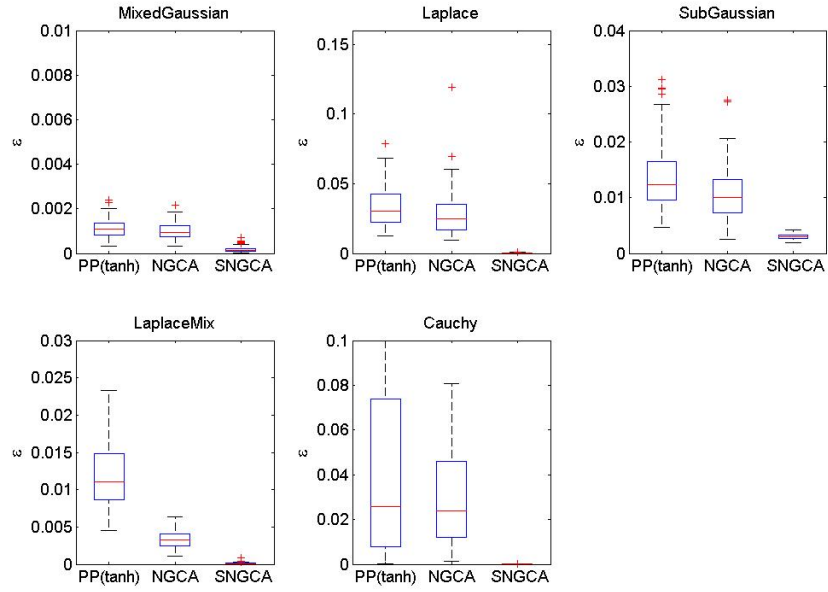 MixedGaussian
0.01
0.008
0.006
0.004
0.002
0
ε
PP(tanh) NGCA SNGCA
Laplace
0.15
0.1
0.05
0
ε
PP(tanh) NGCA SNGCA
SubGaussian
0.04
0.03
0.02
0.01
0
ε
PP(tanh) NGCA SNGCA
LaplaceMix
0.03
0.025
0.02
0.015
0.01
0.005
0
ε
PP(tanh) NGCA SNGCA
Cauchy
0.1
0.08
0.06
0.04
0.02
0
ε
PP(tanh) NGCA SNGCA